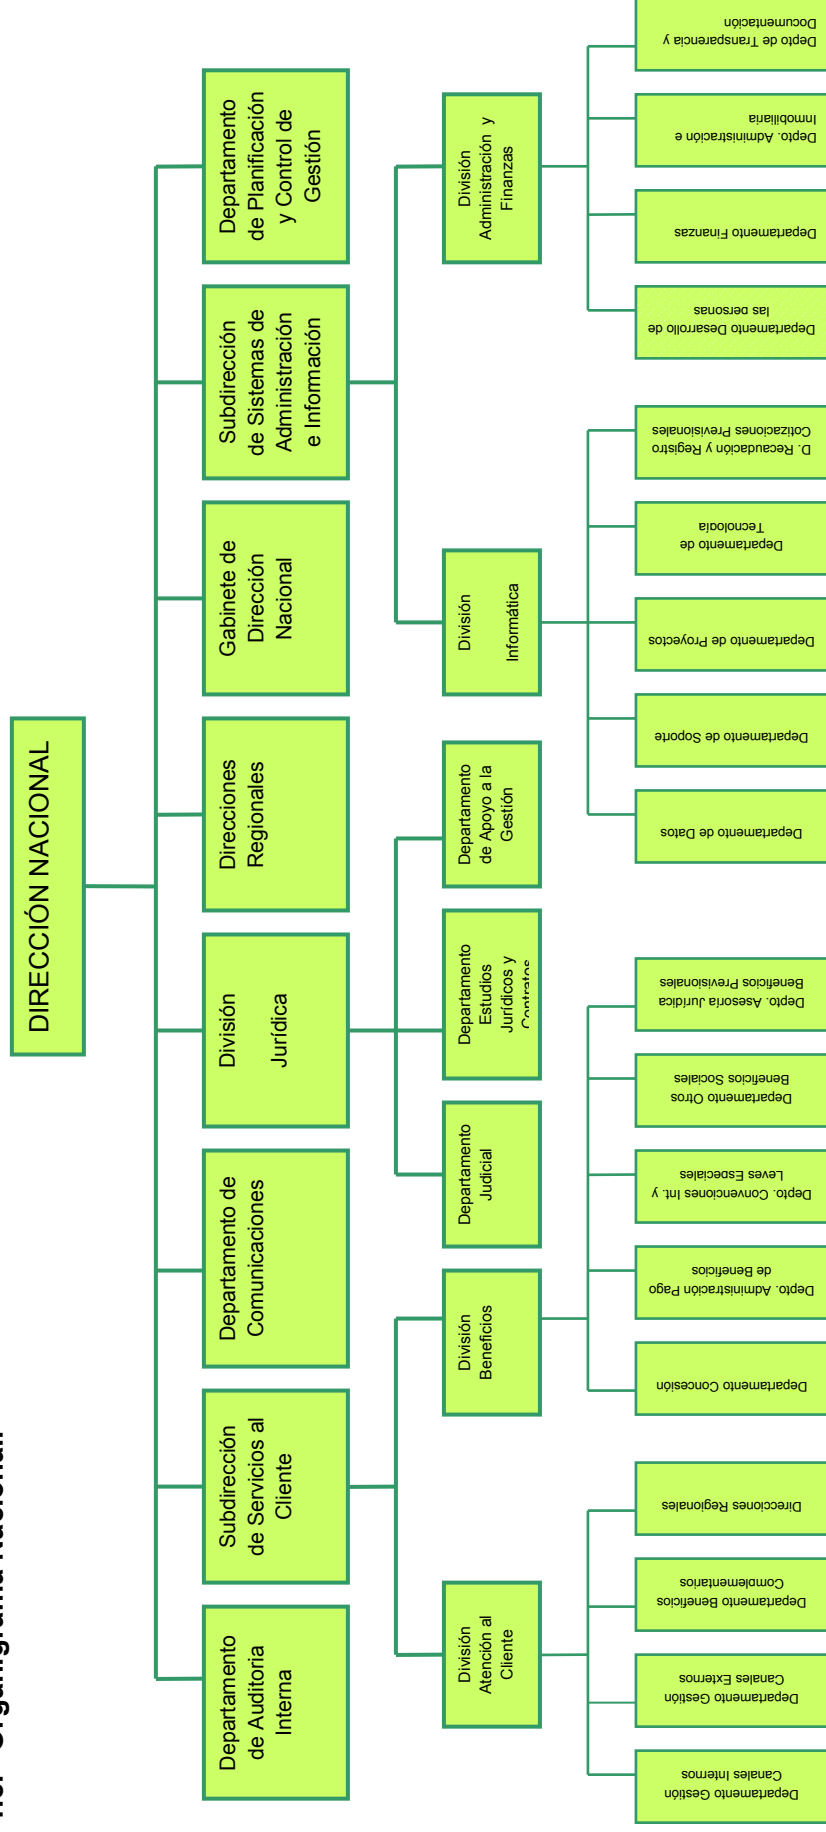 Organigrama Nacional.
DIRECCIÓN NACIONAL
Departamento
de Auditoria
Interna
Subdirección
de Servicios al
Cliente
Departamento de
Comunicaciones
División
Jurídica
Direcciones
Regionales
Gabinete de
Dirección
Nacional
Subdirección
de Sistemas de
Administración
e Información
Departamento
de Planificación
y Control de
Gestión
División
Atención al
Cliente
División
Beneficios
Departamento
Judicial
Departamento
Estudios
Jurídicos y
Contratos
Departamento
de Apoyo a la
Gestión
División
Informática
División
Administración y
Finanzas
Departamento Gestión
Canales Internos
Departamento Gestión
Canales Externos
Departamento Beneficios
Complementarios
Direcciones Regionales
Departamento Concesión
Depto. Administración Pago
de Beneficios
Depto. Convenciones Int. y
Leyes Especiales
Departamento Otros
Beneficios Sociales
Depto. Asesoría Jurídica
Beneficios Previsionales
Departamento de Datos
Departamento de Soporte
Departamento de Proyectos
Departamento de
Tecnología
D. Recaudación y Registro
Cotizaciones Previsionales
Departamento Desarrollo de
las personas
Departamento Finanzas
Depto. Administración e
Inmobiliaria
Depto de Transparencia y
Documentación